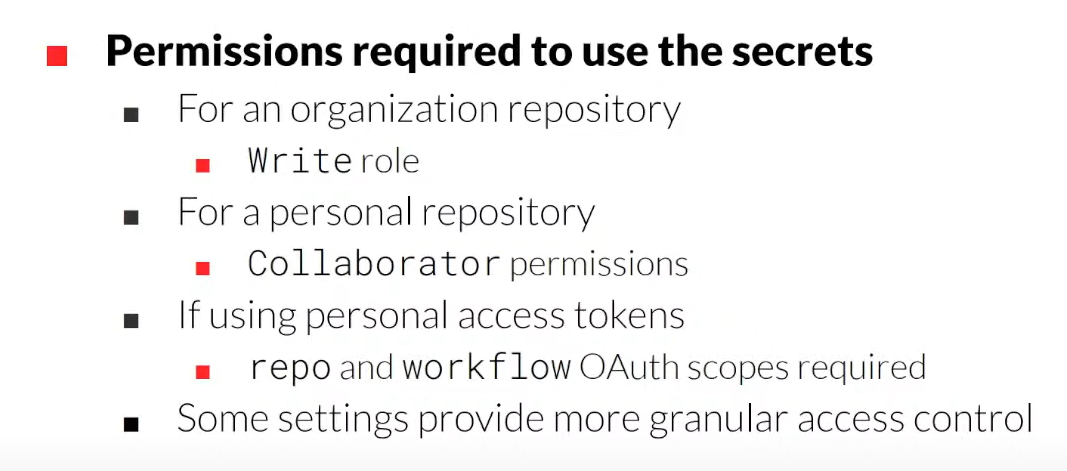 Permissions required to use the secrets
For an organization repository
Write role
For a personal repository
Collaborator permissions
If using personal access tokens
repo and workflow OAuth scopes required
Some settings provide more granular access control